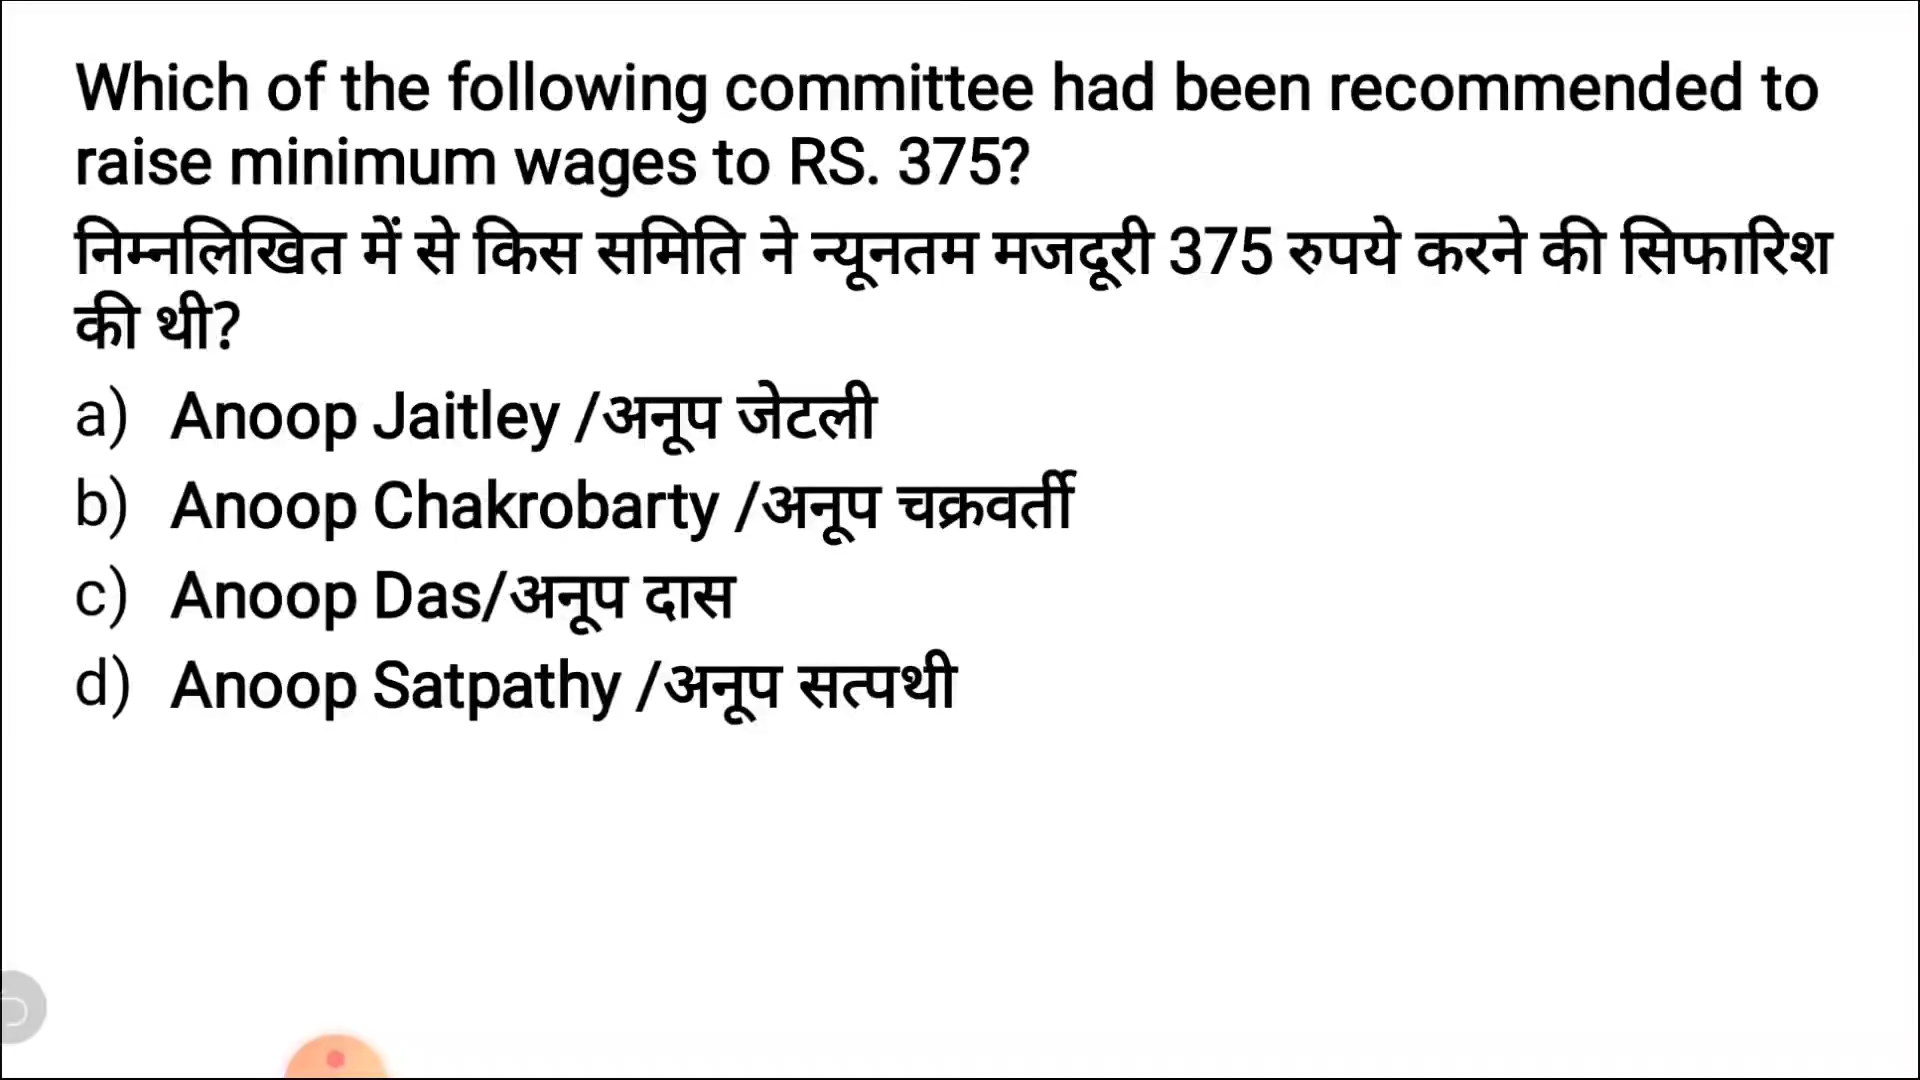 Which of the following committee had been recommended to
raise minimum wages to RS. 375?
निम्नलिखित में से किस समिति ने न्यूनतम मजदूरी 375 रुपये करने की सिफारिश
की थी?
a) Anoop Jaitley /अनूप जेटली
b) Anoop Chakrobarty /अनूप चक्रवर्ती
c) Anoop Das/अनूप दास
d) Anoop Satpathy /अनूप सत्पथी